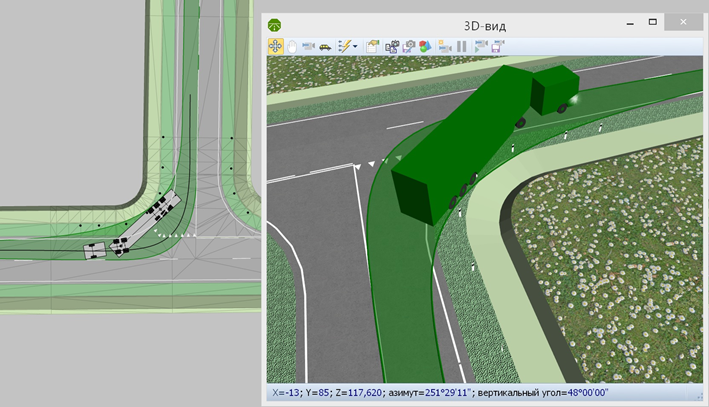 3D-вид
X=-13; Y=85; Z=117,620; азимут=251°29'11"; вертикальный угол=48°00'00"